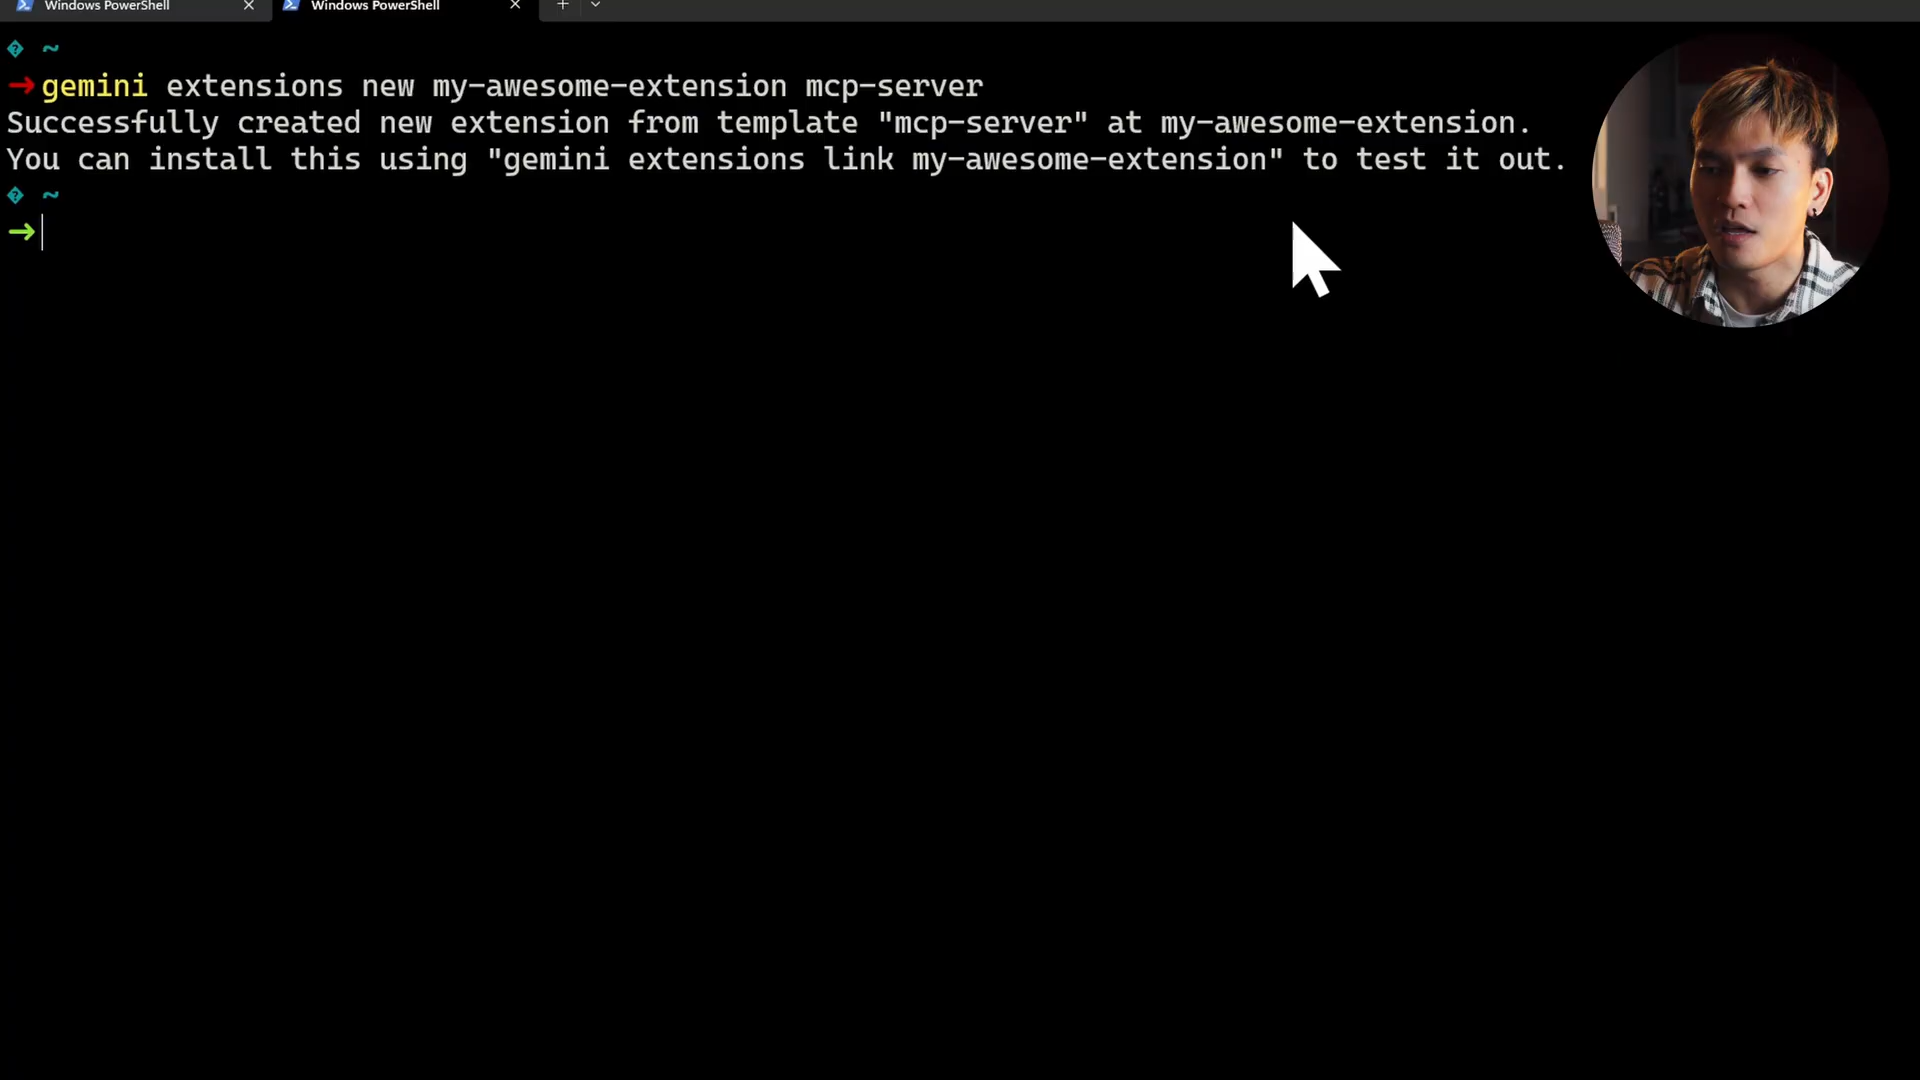 Windows PowerShell
Windows PowerShell
~
→ gemini extensions new my-awesome-extension mcp-server
Successfully created new extension from template "mcp-server" at my-awesome-extension.
You can install this using "gemini extensions link my-awesome-extension" to test it out.
~
→